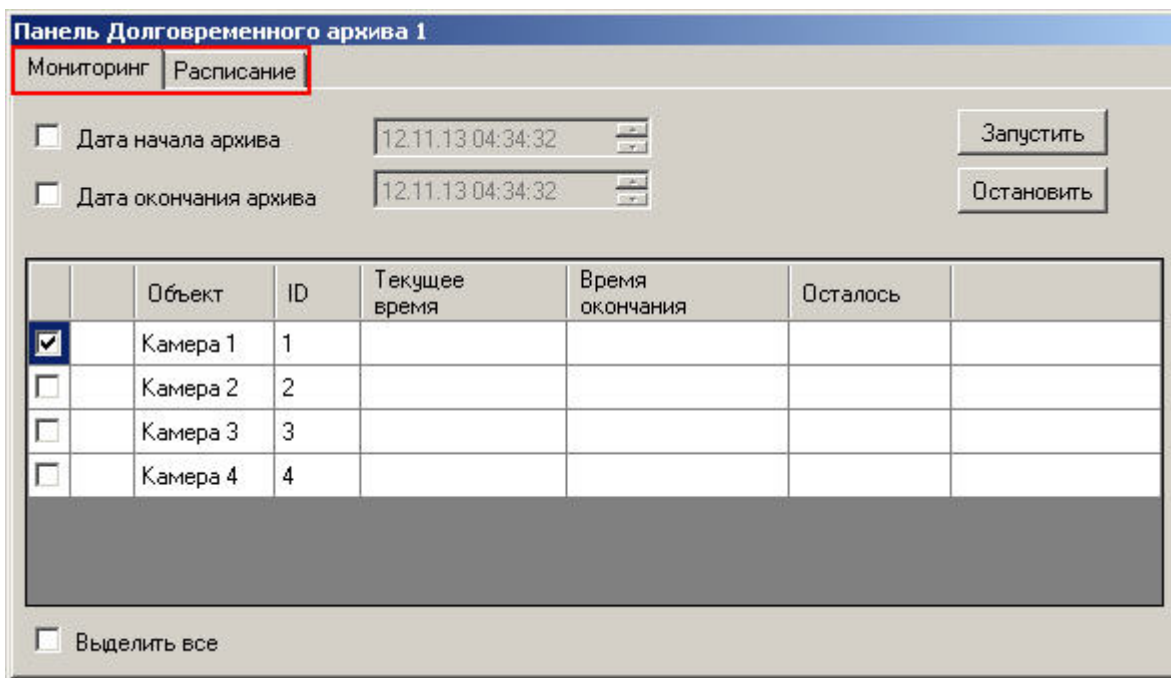 Панель Долговременного архива 1
Мониторинг Расписание
Дата начала архива 12.11.13 04:34:32 Запустить
Дата окончания архива 12.11.13 04:34:32 Остановить
Объект ID Текущее время Время окончания Осталось
Камера 1 1
Камера 2 2
Камера 3 3
Камера 4 4
Выделить все